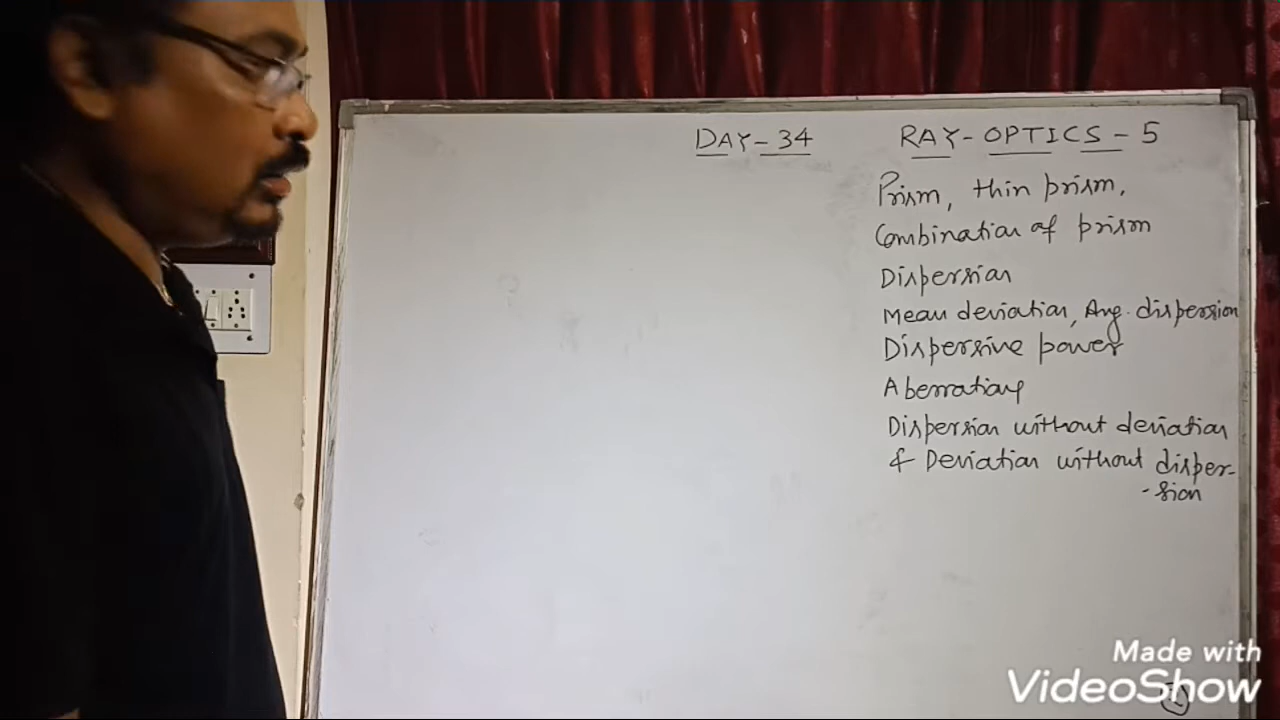 DAY-34 RAY-OPTICS-5
Prism, thin prism,
Combination of prism
Dispersion
Mean deviation, Ang. dispersion
Dispersive power
Aberrations
Dispersion without deviation
& Deviation without disper-
-sion
Made with
VideoShow